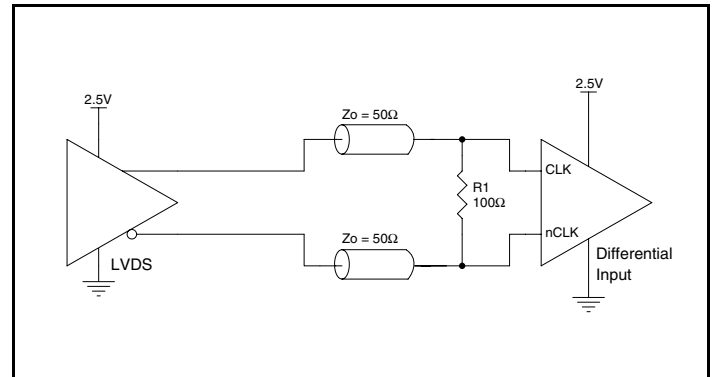 2.5V
2.5V
Zo = 50Ω
CLK
R1
100Ω
Zo = 50Ω
nCLK
LVDS
Differential
Input